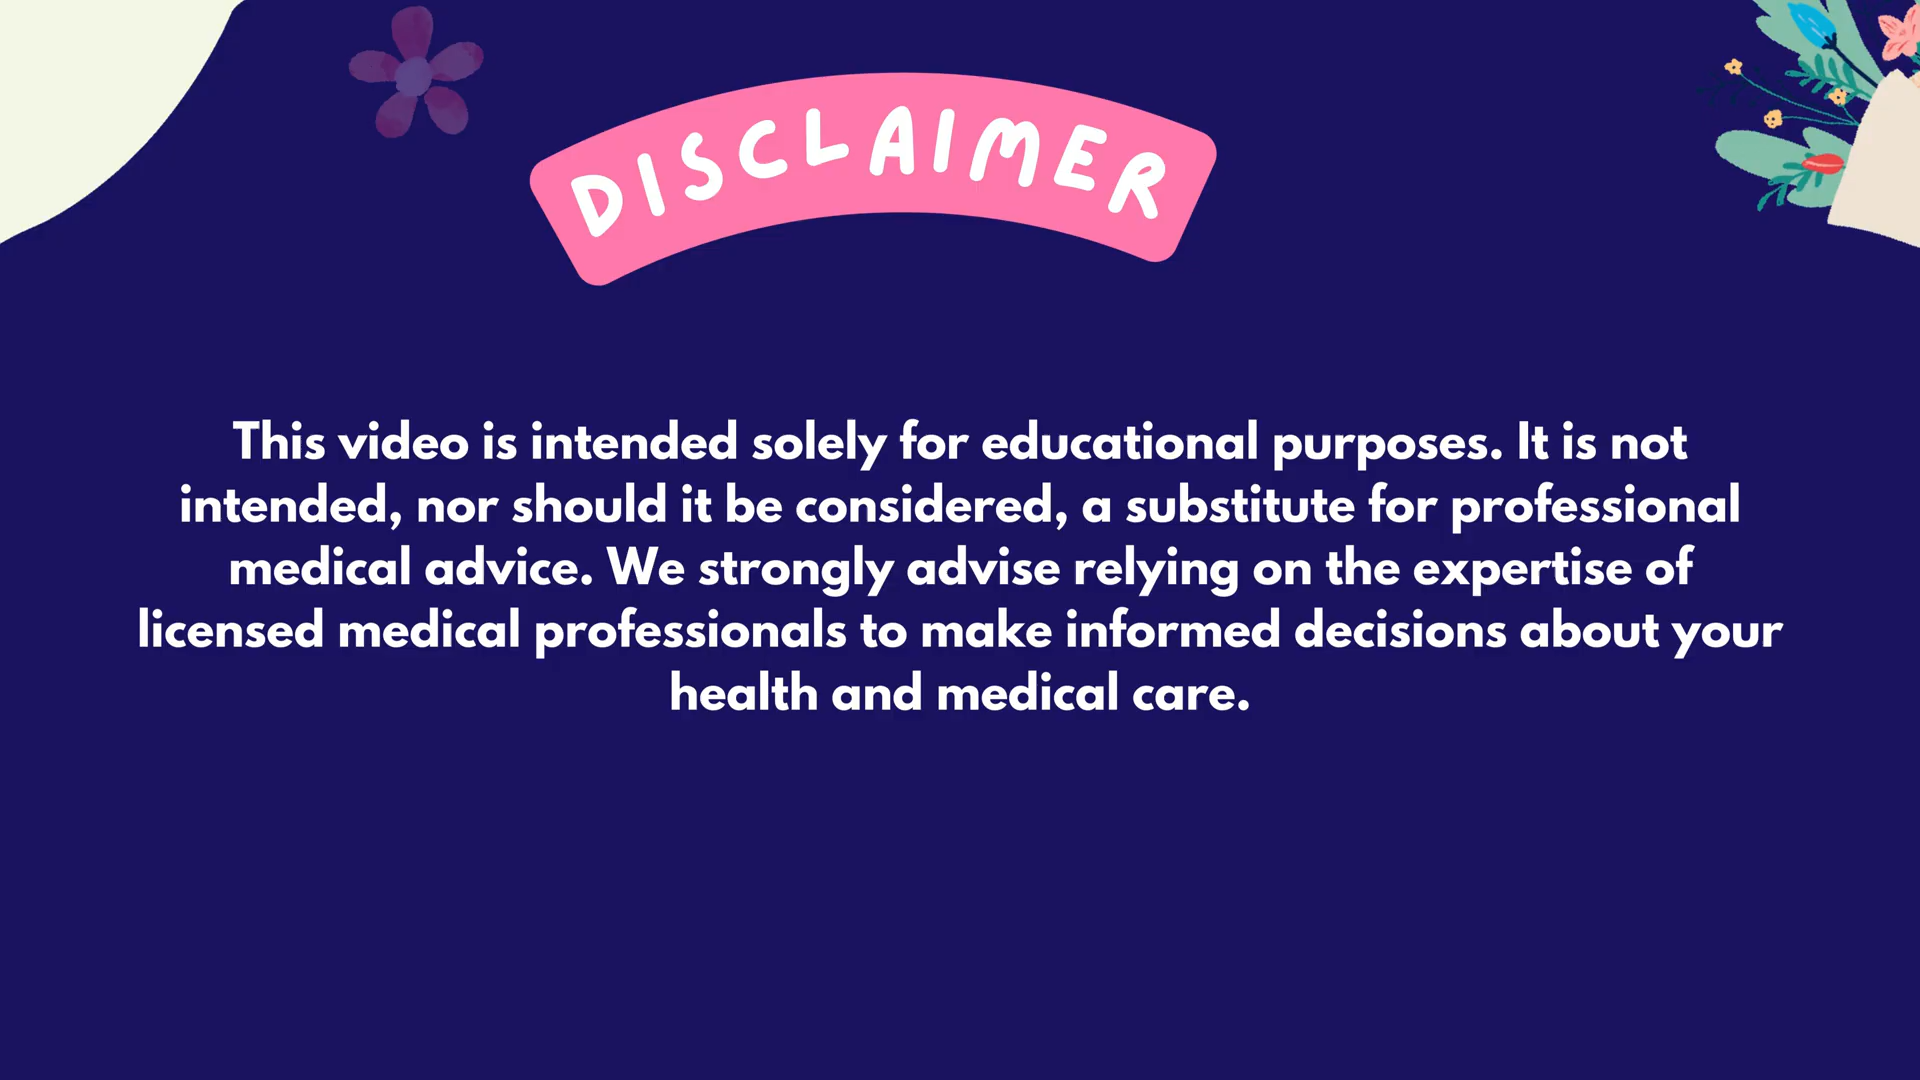 DISCLAIMER
This video is intended solely for educational purposes. It is not
intended, nor should it be considered, a substitute for professional
medical advice. We strongly advise relying on the expertise of
licensed medical professionals to make informed decisions about your
health and medical care.